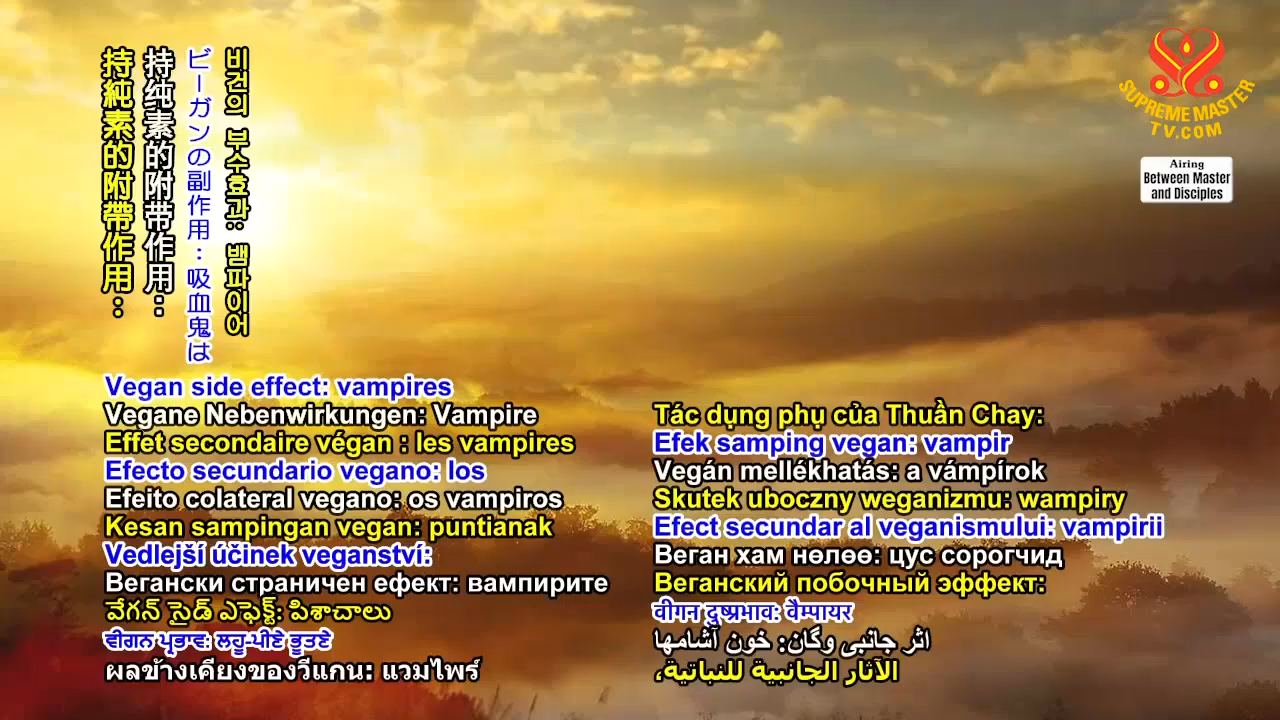 持純素的附帶作用：
持纯素的附带作用：
ビーガンの副作用：吸血鬼は
비건의 부수효과: 뱀파이어
SUPREME MASTER
TV.COM
Airing
Between Master
and Disciples
Vegan side effect: vampires
Vegane Nebenwirkungen: Vampire
Effet secondaire végan : les vampires
Efecto secundario vegano: los
Efeito colateral vegano: os vampiros
Kesan sampingan vegan: puntianak
Vedlejší účinek veganství:
Вегански страничен ефект: вампирите
వేగన్ సైడ్ ఎఫెక్ట్: పిశాచాలు
ਵੀਗਨ ਪ੍ਰਭਾਵ: ਲਹੂ-ਪੀਣੇ ਭੂਤਣੇ
ผลข้างเคียงของวีแกน: แวมไพร์
Tác dụng phụ của Thuần Chay:
Efek samping vegan: vampir
Vegán mellékhatás: a vámpírok
Skutek uboczny weganizmu: wampiry
Efect secundar al veganismului: vampirii
Веган хам нөлөө: цус сорогчид
Веганский побочный эффект:
वीगन दुष्प्रभाव: वैम्पायर
اثر جانبی وگان: خون آشامها
الآثار الجانبية للنباتية،